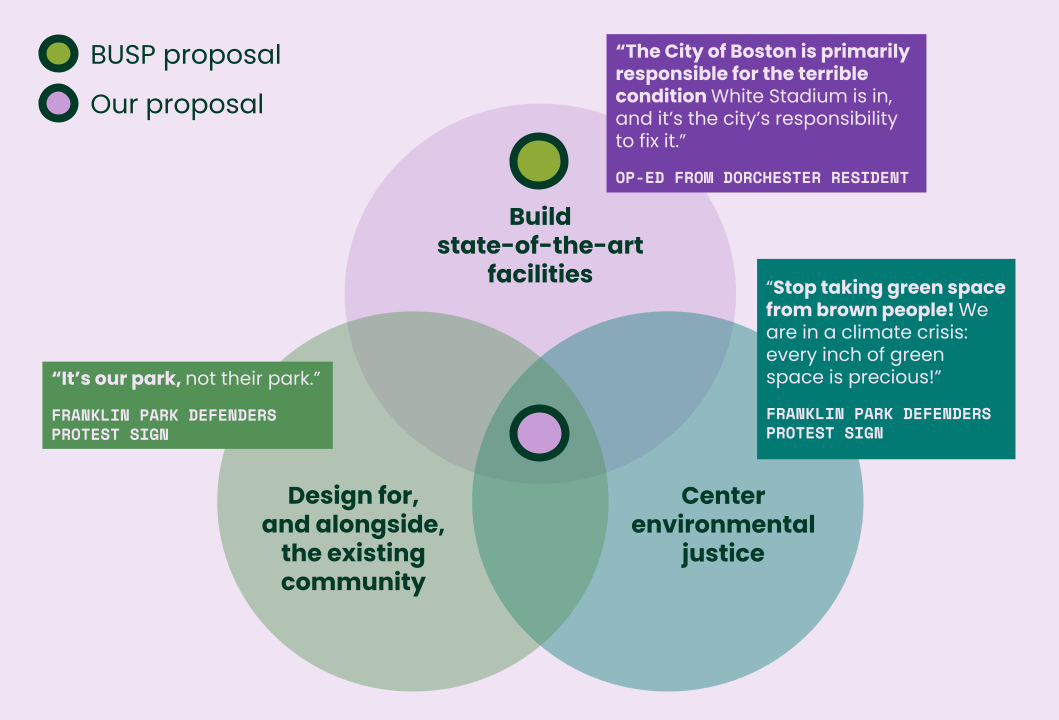 BUSP proposal
Our proposal
“The City of Boston is primarily
responsible for the terrible
condition White Stadium is in,
and it’s the city’s responsibility
to fix it.”
OP-ED FROM DORCHESTER RESIDENT
Build
state-of-the-art
facilities
“Stop taking green space
from brown people! We
are in a climate crisis:
every inch of green
space is precious!”
FRANKLIN PARK DEFENDERS
PROTEST SIGN
“It’s our park, not their park.”
FRANKLIN PARK DEFENDERS
PROTEST SIGN
Design for,
and alongside,
the existing
community
Center
environmental
justice